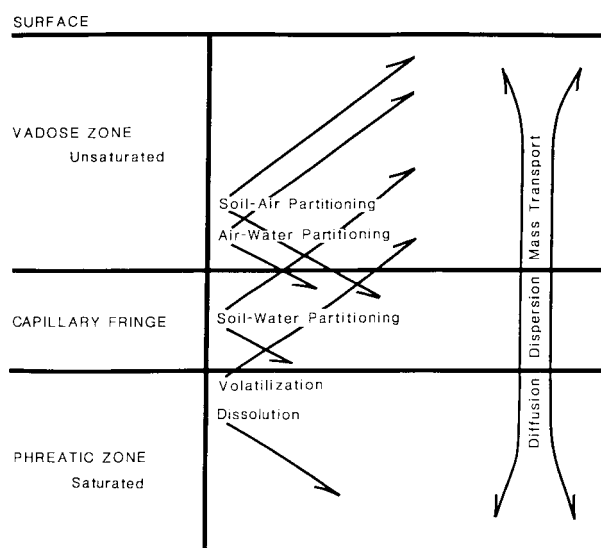 SURFACE
VADOSE ZONE
Unsaturated
Soil-Air Partitioning
Air-Water Partitioning
CAPILLARY FRINGE
Soil-Water Partitioning
Volatilization
Dissolution
PHREATIC ZONE
Saturated
Mass Transport
Dispersion
Diffusion